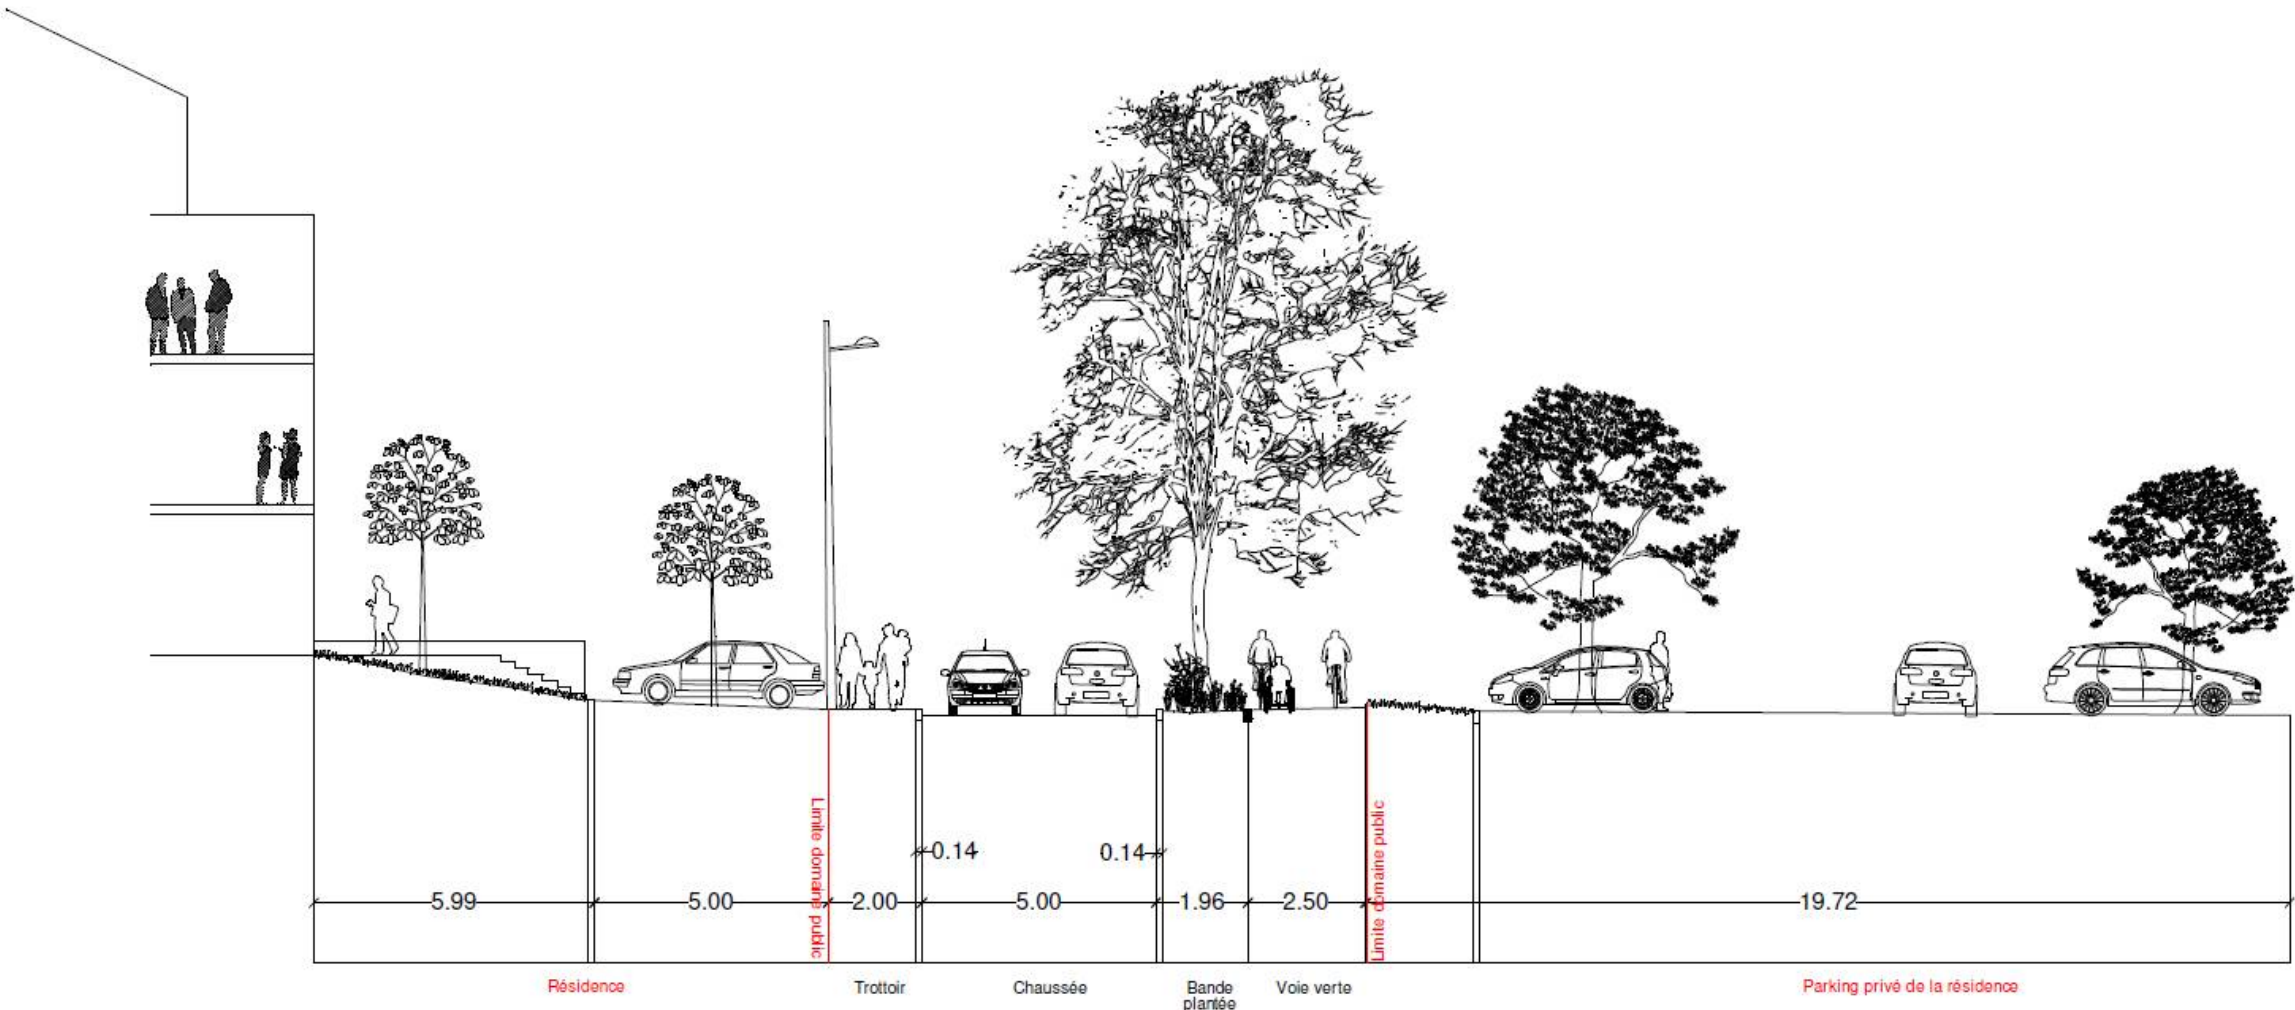 Limite domaine public
Limite domaine public
0.14
0.14
5.99
5.00
2.00
5.00
1.96
2.50
19.72
Résidence
Trottoir
Chaussée
Bande
plantée
Voie verte
Parking privé de la résidence